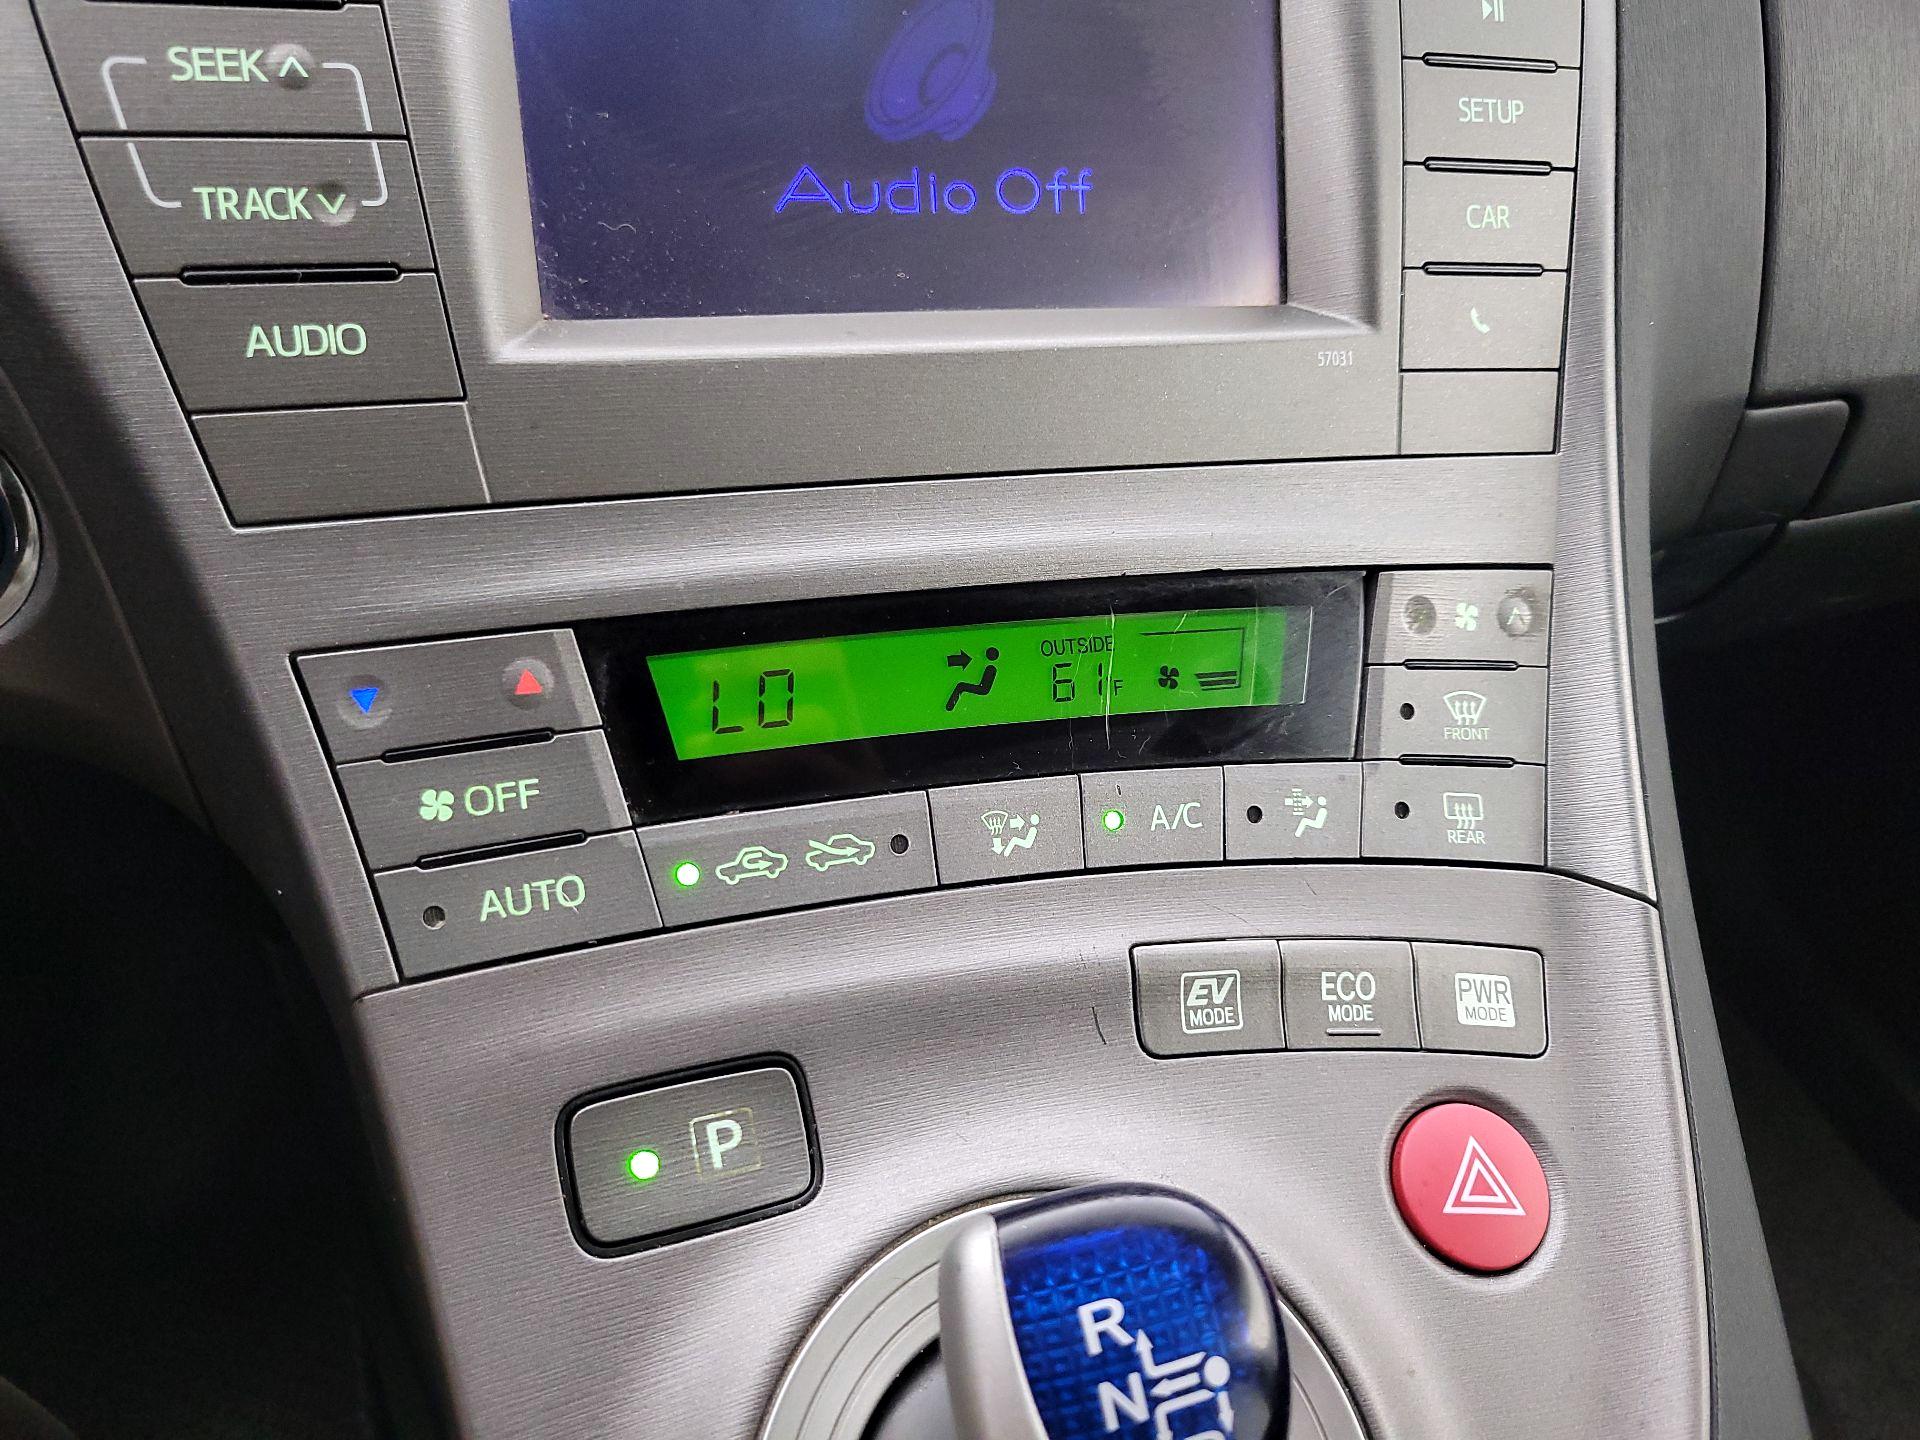 SEEK
TRACK
AUDIO
Audio Off
57031
SETUP
CAR
LO
OUTSIDE
61F
OFF
AUTO
A/C
FRONT
REAR
EV
MODE
ECO
MODE
PWR
MODE
P
R
N